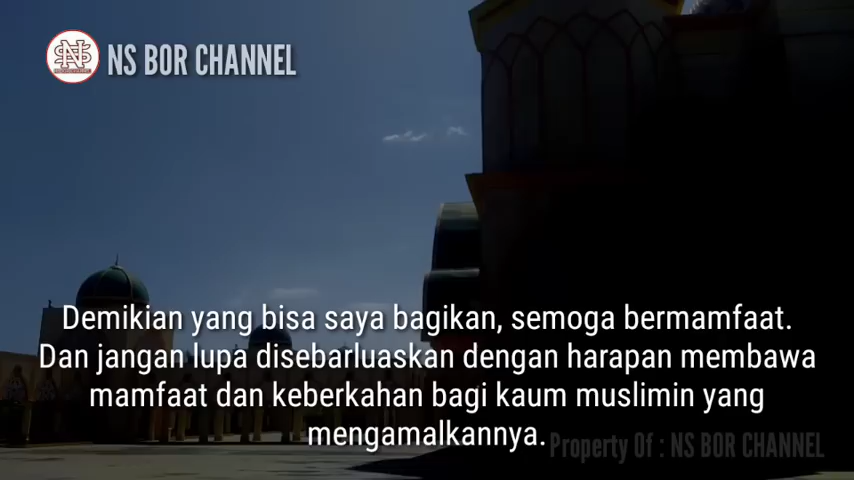 NS BOR CHANNEL
Demikian yang bisa saya bagikan, semoga bermamfaat.
Dan jangan lupa disebarluaskan dengan harapan membawa
mamfaat dan keberkahan bagi kaum muslimin yang
mengamalkannya.
Property Of : NS BOR CHANNEL